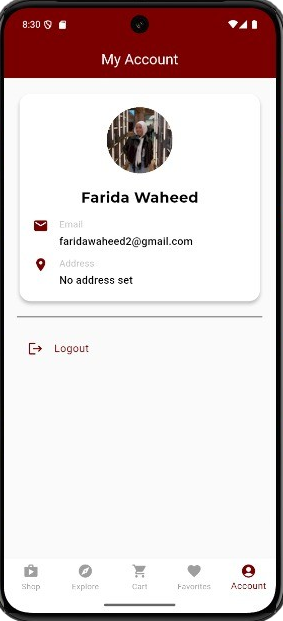 8:30
My Account
Farida Waheed
Email
faridawaheed2@gmail.com
Address
No address set
Logout
Shop
Explore
Cart
Favorites
Account